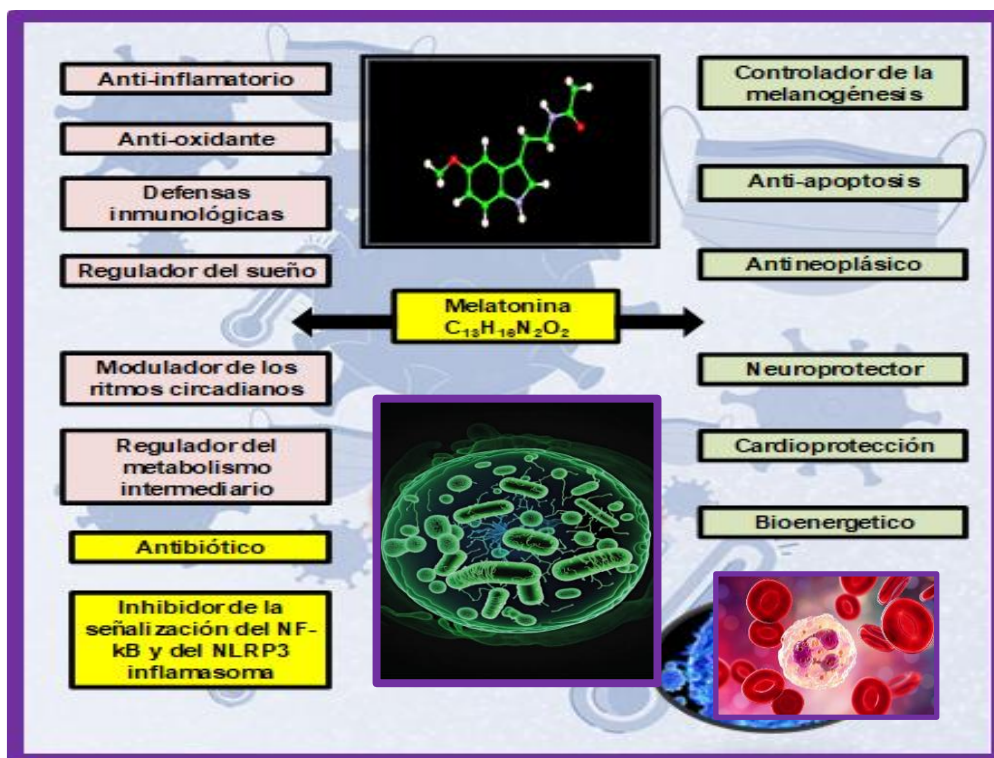 Anti-inflamatorio
Anti-oxidante
Defensas
inmunológicas
Regulador del sueño
Modulador de los
ritmos circadianos
Regulador del
metabolismo
intermediario
Antibiótico
Inhibidor de la
señalización del NF-
kB y del NLRP3
inflamasoma
Melatonina
C₁₃H₁₆N₂O₂
Controlador de la
melanogénesis
Anti-apoptosis
Antineoplásico
Neuroprotector
Cardioprotección
Bioenergetico